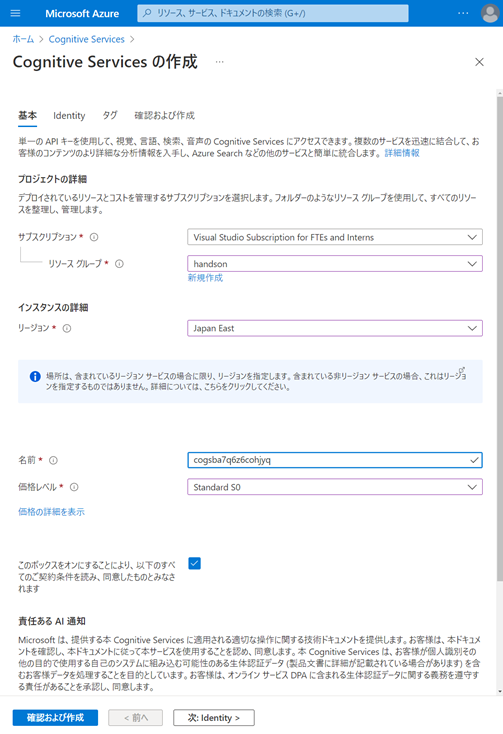 Microsoft Azure
リソース、サービス、ドキュメントの検索 (G+/)
ホーム > Cognitive Services >
Cognitive Services の作成 ...
基本 Identity タグ 確認および作成
単一の API キーを使用して、視覚、言語、検索、音声の Cognitive Services にアクセスできます。複数のサービスを迅速に結合して、お
客様のコンテンツのより詳細な分析情報を入手し、Azure Search などの他のサービスと簡単に統合します。 詳細情報
プロジェクトの詳細
デプロイされているリソースとコストを管理するサブスクリプションを選択します。フォルダーのようなリソース グループを使用して、すべてのリソー
スを整理し、管理します。
サブスクリプション * Visual Studio Subscription for FTEs and Interns
リソース グループ * handson
新規作成
インスタンスの詳細
リージョン * Japan East
場所は、含まれているリージョン サービスの場合に限り、リージョンを指定します。含まれている非リージョン サービスの場合、これはリージョ
ンを指定するものではありません。詳細については、こちらをクリックしてください。
名前 * cogsba7q6z6cohjyq
価格レベル * Standard S0
価格の詳細を表示
このボックスをオンにすることにより、以下のすべ
てのご契約条件を読み、同意したものとみなさ
れます
責任ある AI 通知
Microsoft は、提供する本 Cognitive Services に適用される適切な操作に関する技術ドキュメントを提供します。お客様は、本ドキュメ
ントを確認し、本ドキュメントに従って本サービスを使用することを認め、同意します。本 Cognitive Services は、お客様が個人識別その
他の目的で使用する自己のシステムに組み込む可能性のある生体認証データ (製品文書に詳細が記載されている場合があります) を含
むお客様データを処理することを目的としています。お客様は、オンライン サービス DPA に含まれる生体認証データに関する義務を遵守す
る責任があることを承認し、同意します。
確認および作成 < 前へ 次: Identity >